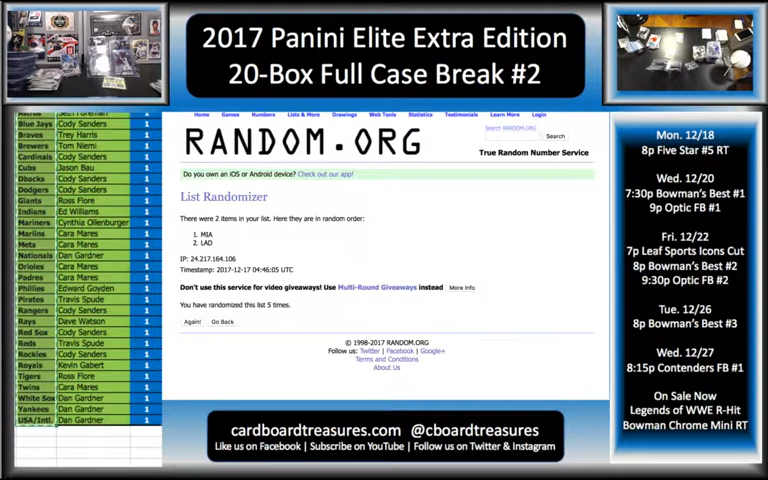 2017 Panini Elite Extra Edition
20-Box Full Case Break #2
Blue Jays Cody Sanders 1
Braves Trey Harris 1
Brewers Tom Niemi 1
Cardinals Cody Sanders 1
Cubs Jason Bau 1
Dbacks Cody Sanders 1
Dodgers Cody Sanders 1
Giants Ross Fiore 1
Indians Ed Williams 1
Mariners Cynthia Ollenburger 1
Marlins Cara Mares 1
Mets Cara Mares 1
Nationals Dan Gardner 1
Orioles Cara Mares 1
Padres Cara Mares 1
Phillies Edward Goyden 1
Pirates Travis Spude 1
Rangers Cody Sanders 1
Rays Dave Watson 1
Red Sox Cody Sanders 1
Reds Travis Spude 1
Rockies Cody Sanders 1
Royals Kevin Gabert 1
Tigers Ross Fiore 1
Twins Cara Mares 1
White Sox Dan Gardner 1
Yankees Dan Gardner 1
USA/Intl. Dan Gardner 1
Home Games Numbers Lists & More Drawings Web Tools Statistics Testimonials Learn More Login
RANDOM.ORG
Search RANDOM.ORG
Search
True Random Number Service
Do you own an iOS or Android device? Check out our app!
List Randomizer
There were 2 items in your list. Here they are in random order:
1. MIA
2. LAD
IP: 24.217.164.106
Timestamp: 2017-12-17 04:46:05 UTC
Don't use this service for video giveaways! Use Multi-Round Giveaways instead More Info
You have randomized this list 5 times.
Again! Go Back
© 1998-2017 RANDOM.ORG
Follow us: Twitter | Facebook | Google+
Terms and Conditions
About Us
Mon. 12/18
8p Five Star #5 RT
Wed. 12/20
7:30p Bowman's Best #1
9p Optic FB #1
Fri. 12/22
7p Leaf Sports Icons Cut
8p Bowman's Best #2
9:30p Optic FB #2
Tue. 12/26
8p Bowman's Best #3
Wed. 12/27
8:15p Contenders FB #1
On Sale Now
Legends of WWE R-Hit
Bowman Chrome Mini RT
cardboardtreasures.com @cboardtreasures
Like us on Facebook | Subscribe on YouTube | Follow us on Twitter & Instagram